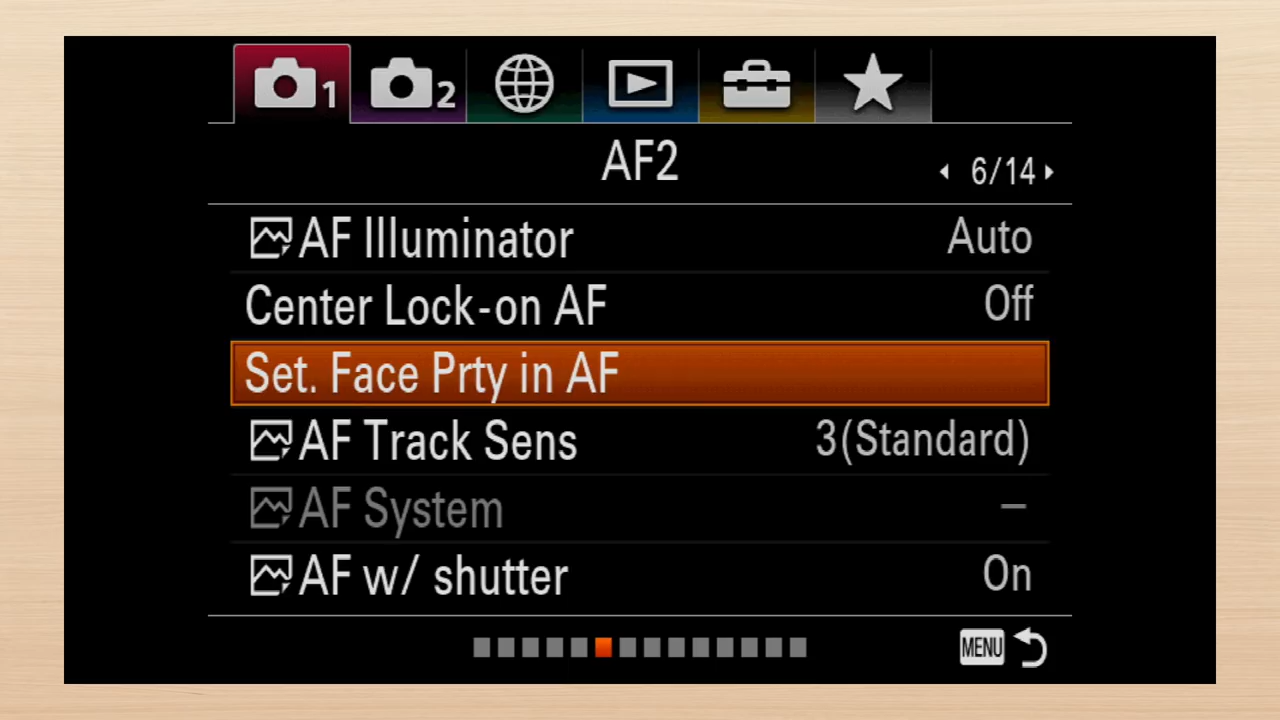 1 2
AF2
6/14
AF Illuminator Auto
Center Lock-on AF Off
Set. Face Prty in AF
AF Track Sens 3(Standard)
AF System –
AF w/ shutter On
MENU